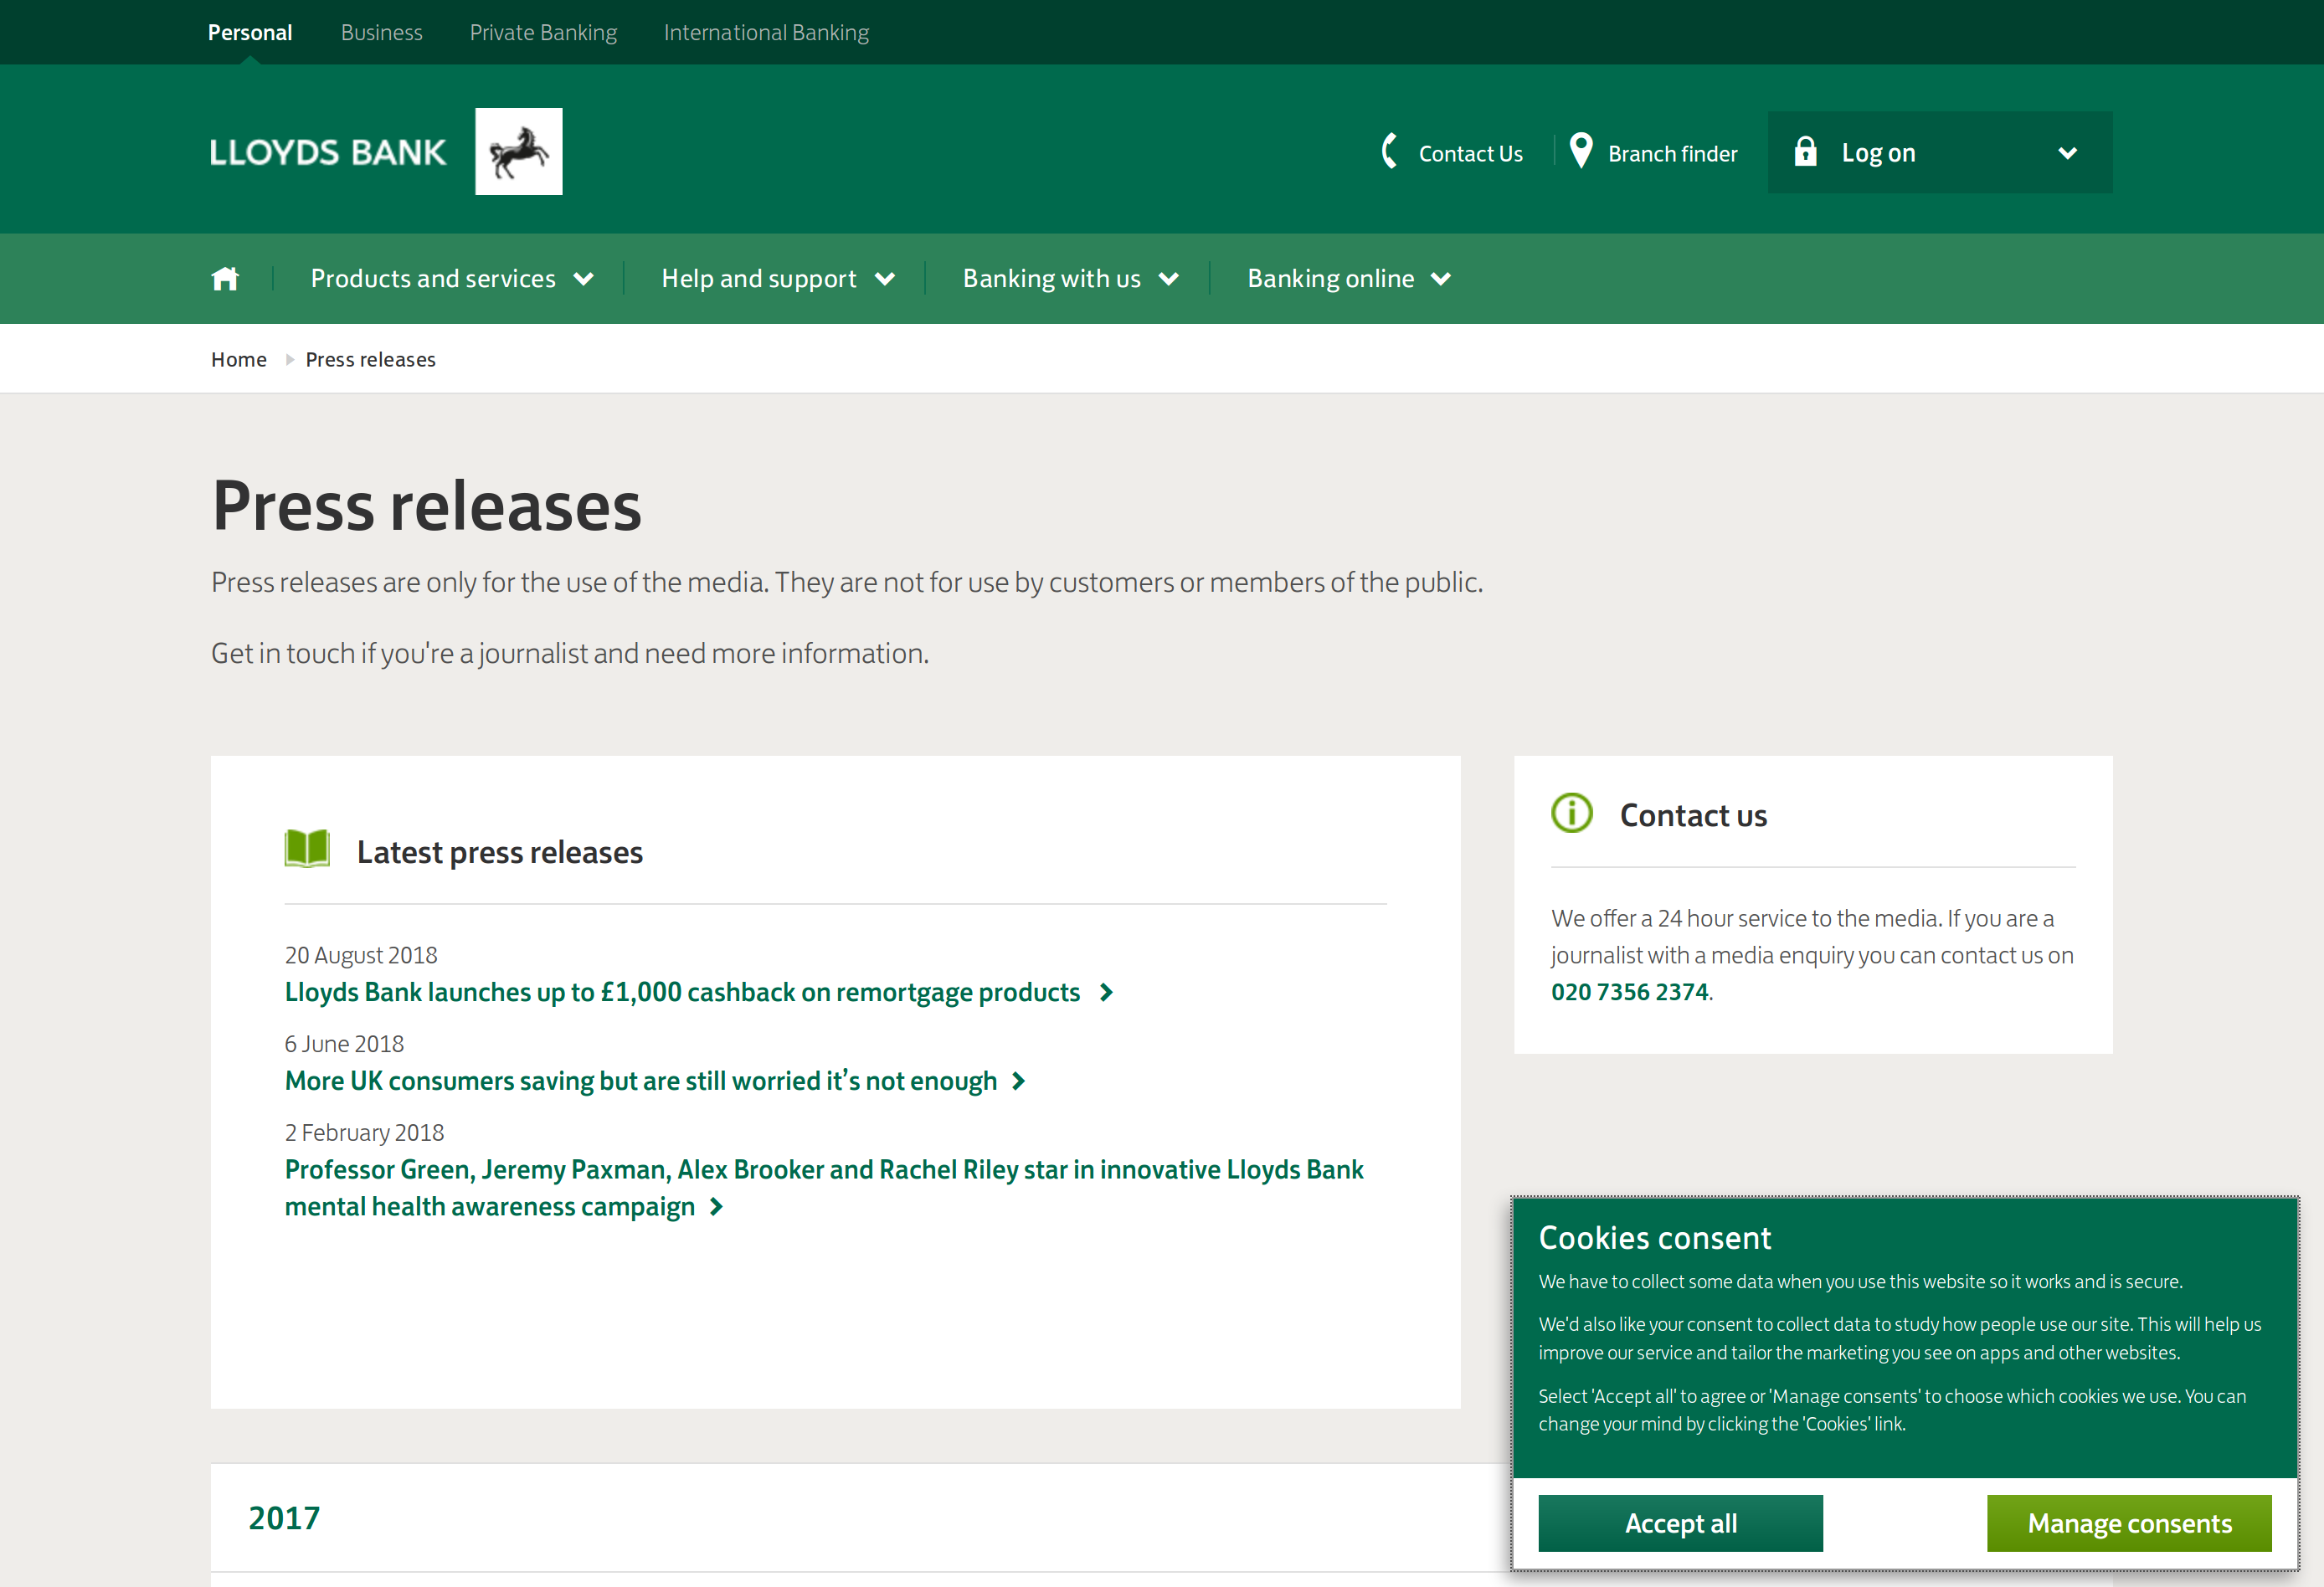 Personal
Business
Private Banking
International Banking
LLOYDS BANK
Contact Us
Branch finder
Log on
Products and services
Help and support
Banking with us
Banking online
Home
Press releases
Press releases
Press releases are only for the use of the media. They are not for use by customers or members of the public.
Get in touch if you're a journalist and need more information.
Latest press releases
20 August 2018
Lloyds Bank launches up to £1,000 cashback on remortgage products
6 June 2018
More UK consumers saving but are still worried it’s not enough
2 February 2018
Professor Green, Jeremy Paxman, Alex Brooker and Rachel Riley star in innovative Lloyds Bank
mental health awareness campaign
Contact us
We offer a 24 hour service to the media. If you are a
journalist with a media enquiry you can contact us on
020 7356 2374.
2017
Cookies consent
We have to collect some data when you use this website so it works and is secure.
We'd also like your consent to collect data to study how people use our site. This will help us
improve our service and tailor the marketing you see on apps and other websites.
Select 'Accept all' to agree or 'Manage consents' to choose which cookies we use. You can
change your mind by clicking the 'Cookies' link.
Accept all
Manage consents